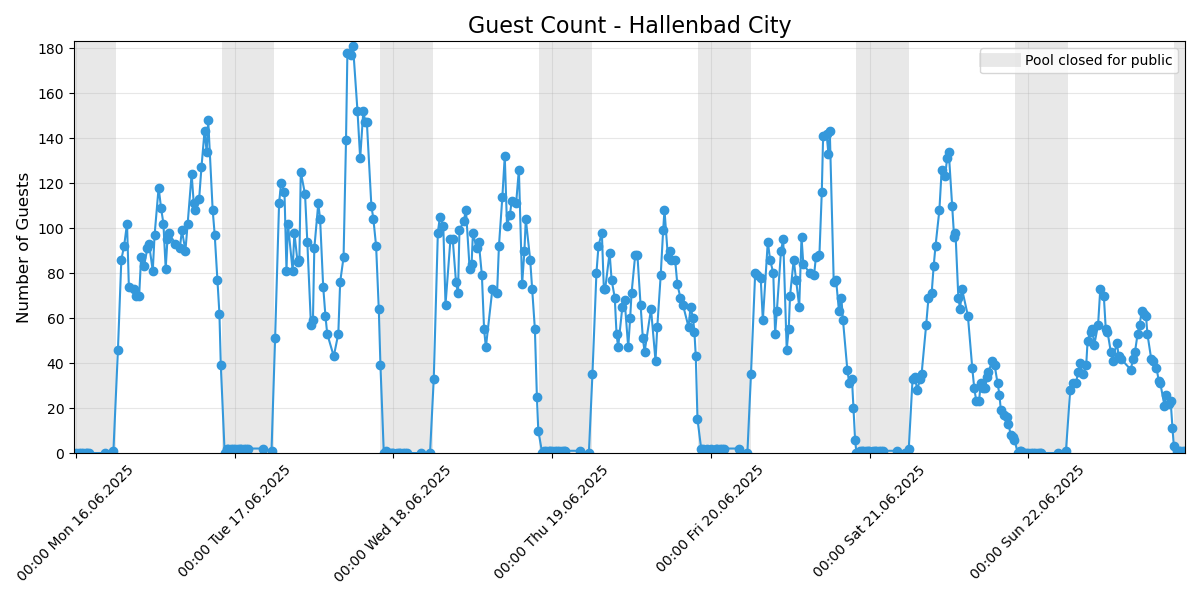 Guest Count - Hallenbad City
Pool closed for public
Number of Guests
180
160
140
120
100
80
60
40
20
0
00:00 Mon 16.06.2025
00:00 Tue 17.06.2025
00:00 Wed 18.06.2025
00:00 Thu 19.06.2025
00:00 Fri 20.06.2025
00:00 Sat 21.06.2025
00:00 Sun 22.06.2025